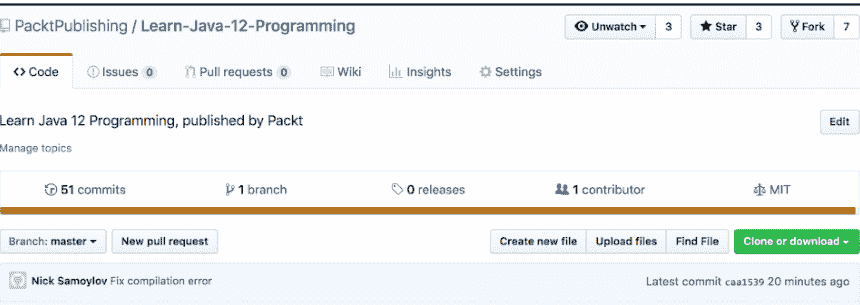 PacktPublishing / Learn-Java-12-Programming Unwatch 3 Star 3 Fork 7
Code Issues 0 Pull requests 0 Wiki Insights Settings
Learn Java 12 Programming, published by Packt Edit
Manage topics
51 commits 1 branch 0 releases 1 contributor MIT
Branch: master New pull request Create new file Upload files Find File Clone or download
Nick Samoylov Fix compilation error Latest commit caa1539 20 minutes ago